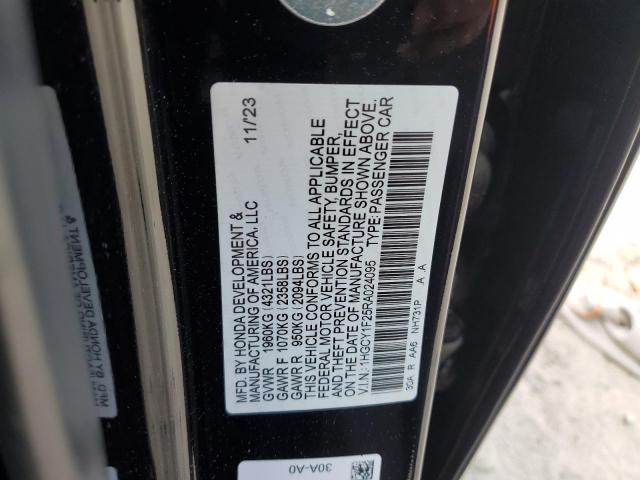 MFD. BY HONDA DEVELOPMENT & 11/23
MANUFACTURING OF AMERICA, LLC
GVWR 1960KG (4321LBS)
GAWR F 1070KG (2358LBS)
GAWR R 950KG (2094LBS)
THIS VEHICLE CONFORMS TO ALL APPLICABLE
FEDERAL MOTOR VEHICLE SAFETY, BUMPER,
AND THEFT PREVENTION STANDARDS IN EFFECT
ON THE DATE OF MANUFACTURE SHOWN ABOVE.
V.I.N.: 1HGCY1F25RA024095 TYPE:PASSENGER CAR
30A R AA6 NH731P A A
30A-A0